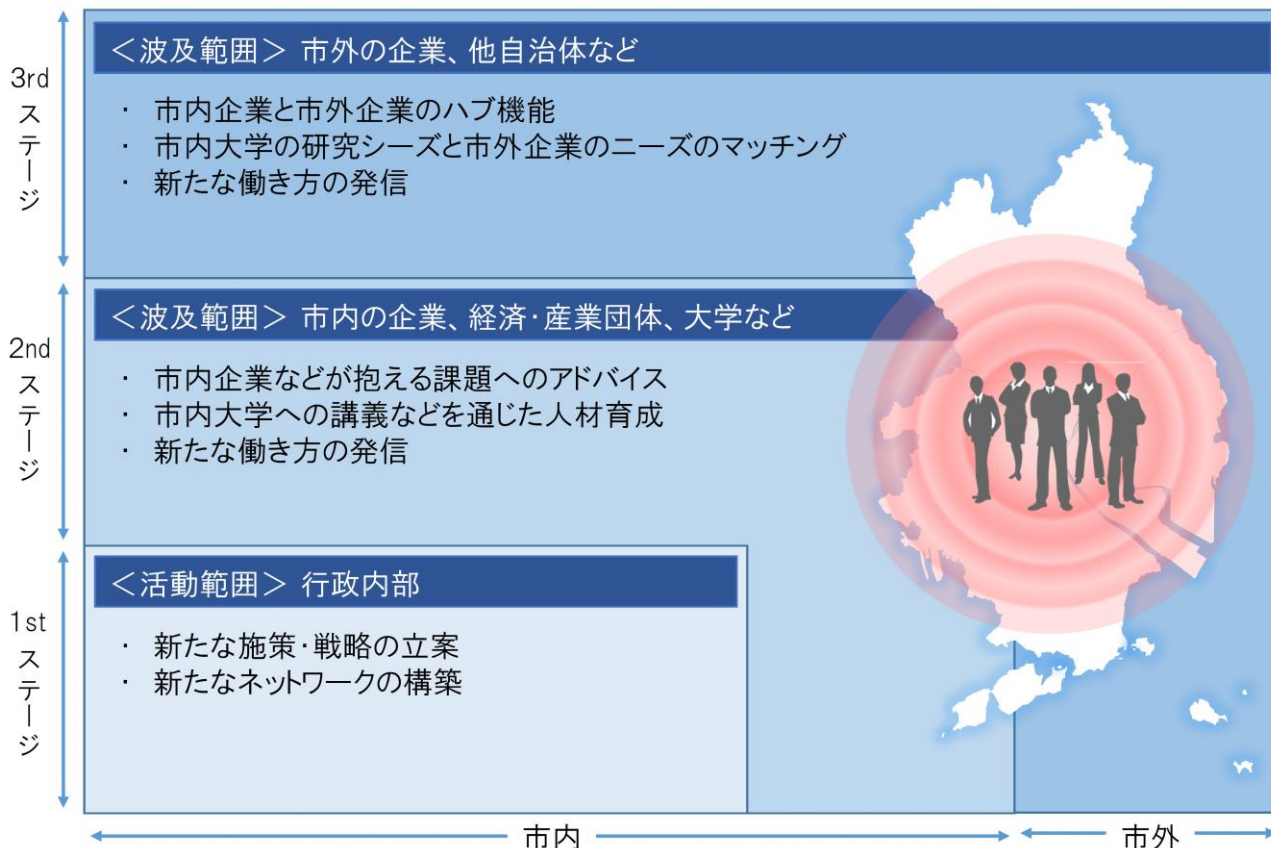 3rdステージ
＜波及範囲＞ 市外の企業、他自治体など
・ 市内企業と市外企業のハブ機能
・ 市内大学の研究シーズと市外企業のニーズのマッチング
・ 新たな働き方の発信
2ndステージ
＜波及範囲＞ 市内の企業、経済・産業団体、大学など
・ 市内企業などが抱える課題へのアドバイス
・ 市内大学への講義などを通じた人材育成
・ 新たな働き方の発信
1stステージ
＜活動範囲＞ 行政内部
・ 新たな施策・戦略の立案
・ 新たなネットワークの構築
市内
市外